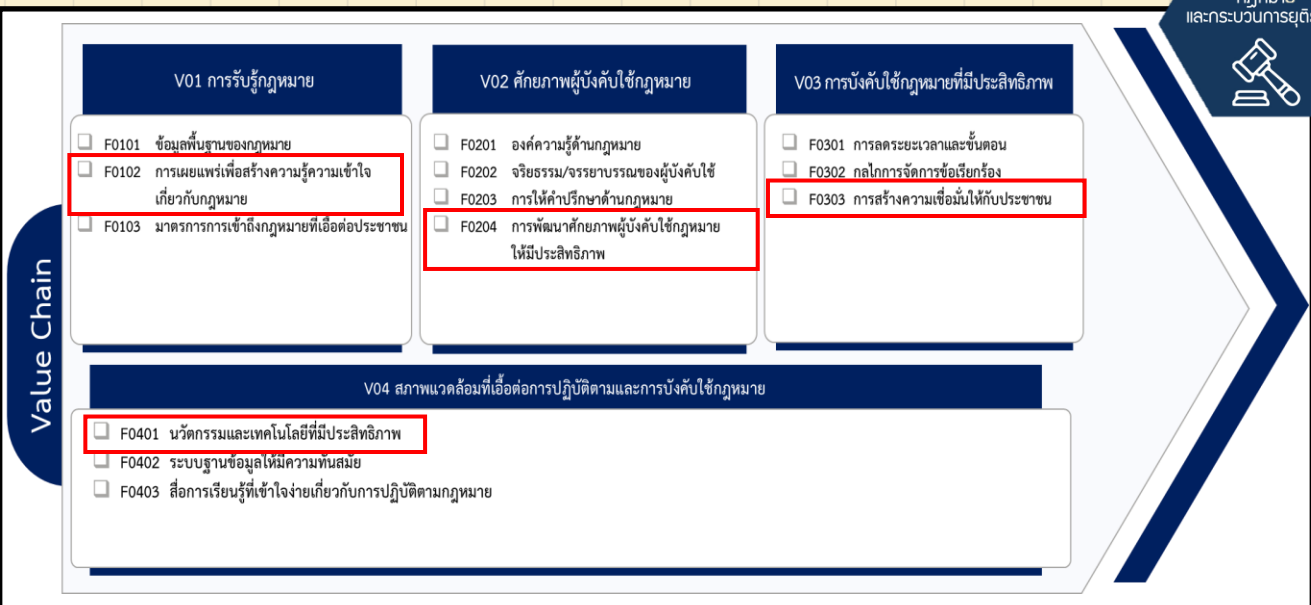 และกระบวนการยุติ
V01 การรับรู้กฎหมาย
F0101 ข้อมูลพื้นฐานของกฎหมาย
F0102 การเผยแพร่เพื่อสร้างความรู้ความเข้าใจ
เกี่ยวกับกฎหมาย
F0103 มาตรการการเข้าถึงกฎหมายที่เอื้อต่อประชาชน
V02 ศักยภาพผู้บังคับใช้กฎหมาย
F0201 องค์ความรู้ด้านกฎหมาย
F0202 จริยธรรม/จรรยาบรรณของผู้บังคับใช้
F0203 การให้คำปรึกษาด้านกฎหมาย
F0204 การพัฒนาศักยภาพผู้บังคับใช้กฎหมาย
ให้มีประสิทธิภาพ
V03 การบังคับใช้กฎหมายที่มีประสิทธิภาพ
F0301 การลดระยะเวลาและขั้นตอน
F0302 กลไกการจัดการข้อเรียกร้อง
F0303 การสร้างความเชื่อมั่นให้กับประชาชน
Value Chain
V04 สภาพแวดล้อมที่เอื้อต่อการปฏิบัติตามและการบังคับใช้กฎหมาย
F0401 นวัตกรรมและเทคโนโลยีที่มีประสิทธิภาพ
F0402 ระบบฐานข้อมูลให้มีความทันสมัย
F0403 สื่อการเรียนรู้ที่เข้าใจง่ายเกี่ยวกับการปฏิบัติตามกฎหมาย